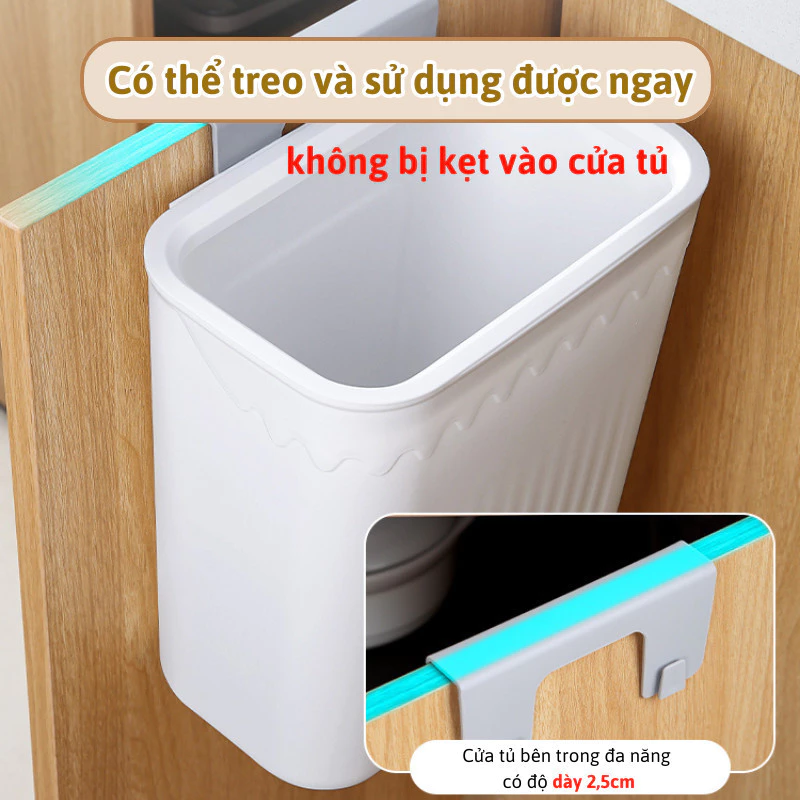 Có thể treo và sử dụng được ngay
không bị kẹt vào cửa tủ
Cửa tủ bên trong đa năng
có độ dày 2,5cm